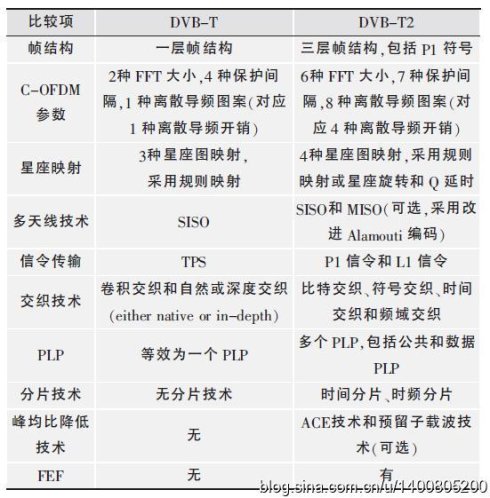 比较项 DVB-T DVB-T2
帧结构 一层帧结构 三层帧结构,包括 P1 符号
C-OFDM
参数
2种 FFT 大小,4 种保护间
隔,1 种离散导频图案(对应
1 种离散导频开销)
6种 FFT 大小,7 种保护间
隔,8 种离散导频图案(对
应 4 种离散导频开销)
星座映射
3种星座图映射,
采用规则映射
4种星座图映射,采用规则
映射或星座旋转和 Q 延时
多天线技术
SISO
SISO和 MISO(可选,采用改
进 Alamouti 编码)
信令传输 TPS P1 信令和 L1 信令
交织技术
卷积交织和自然或深度交织
(either native or in-depth)
比特交织、符号交织、时间
交织和频域交织
PLP
等效为一个 PLP
多个 PLP,包括公共和数据
PLP
分片技术 无分片技术 时间分片、时频分片
峰均比降低
技术
无
ACE技术和预留子载波技
术(可选)
FEF 无 有
blog.sina.com.cn/u/1400805200